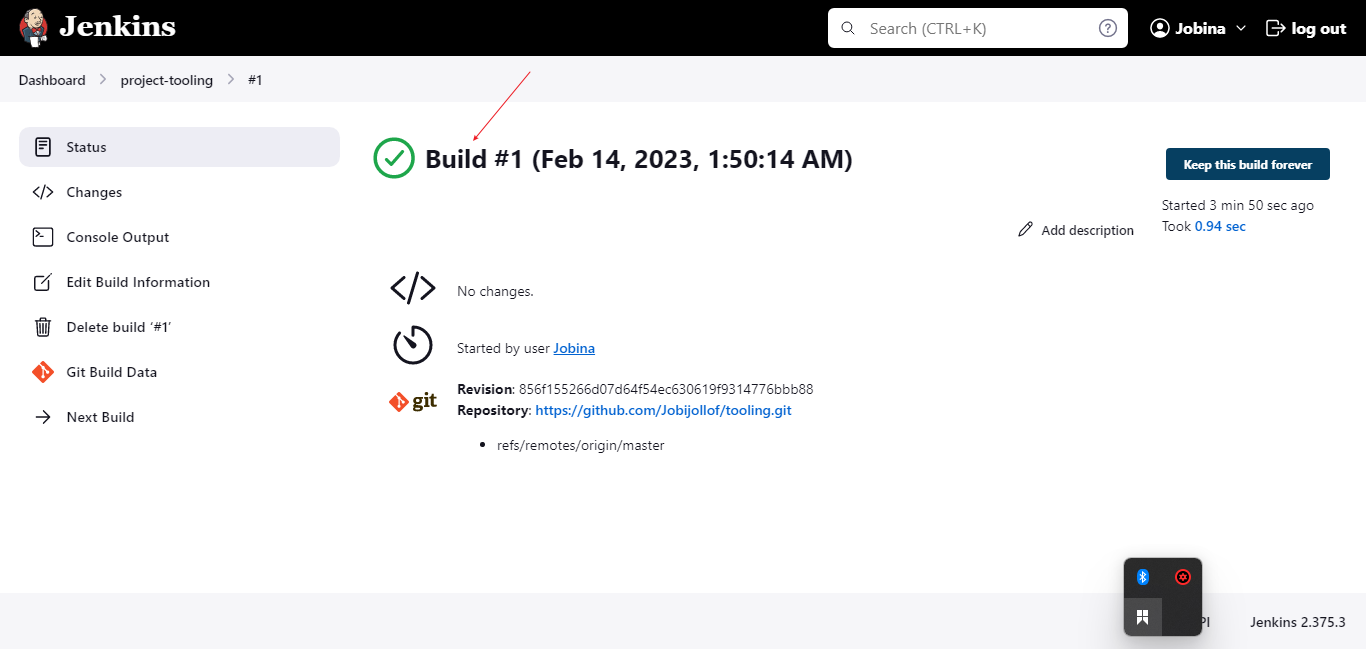 Jenkins
Search (CTRL+K)
Jobina
log out
Dashboard
project-tooling
#1
Status
Changes
Console Output
Edit Build Information
Delete build ‘#1’
Git Build Data
Next Build
Build #1 (Feb 14, 2023, 1:50:14 AM)
Keep this build forever
Started 3 min 50 sec ago
Took 0.94 sec
Add description
No changes.
Started by user Jobina
git
Revision: 856f155266d07d64f54ec630619f9314776bbb88
Repository: https://github.com/Jobijollof/tooling.git
refs/remotes/origin/master
Jenkins 2.375.3